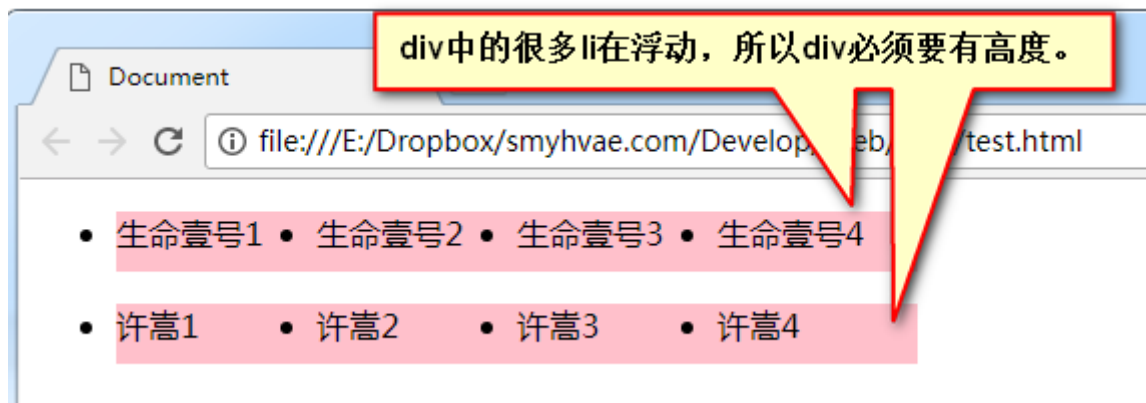 div中的很多li在浮动，所以div必须要有高度。
Document
file:///E:/Dropbox/smyhvae.com/Develop/ eb/ /test.html
• 生命壹号1 • 生命壹号2 • 生命壹号3 • 生命壹号4
• 许嵩1 • 许嵩2 • 许嵩3 • 许嵩4